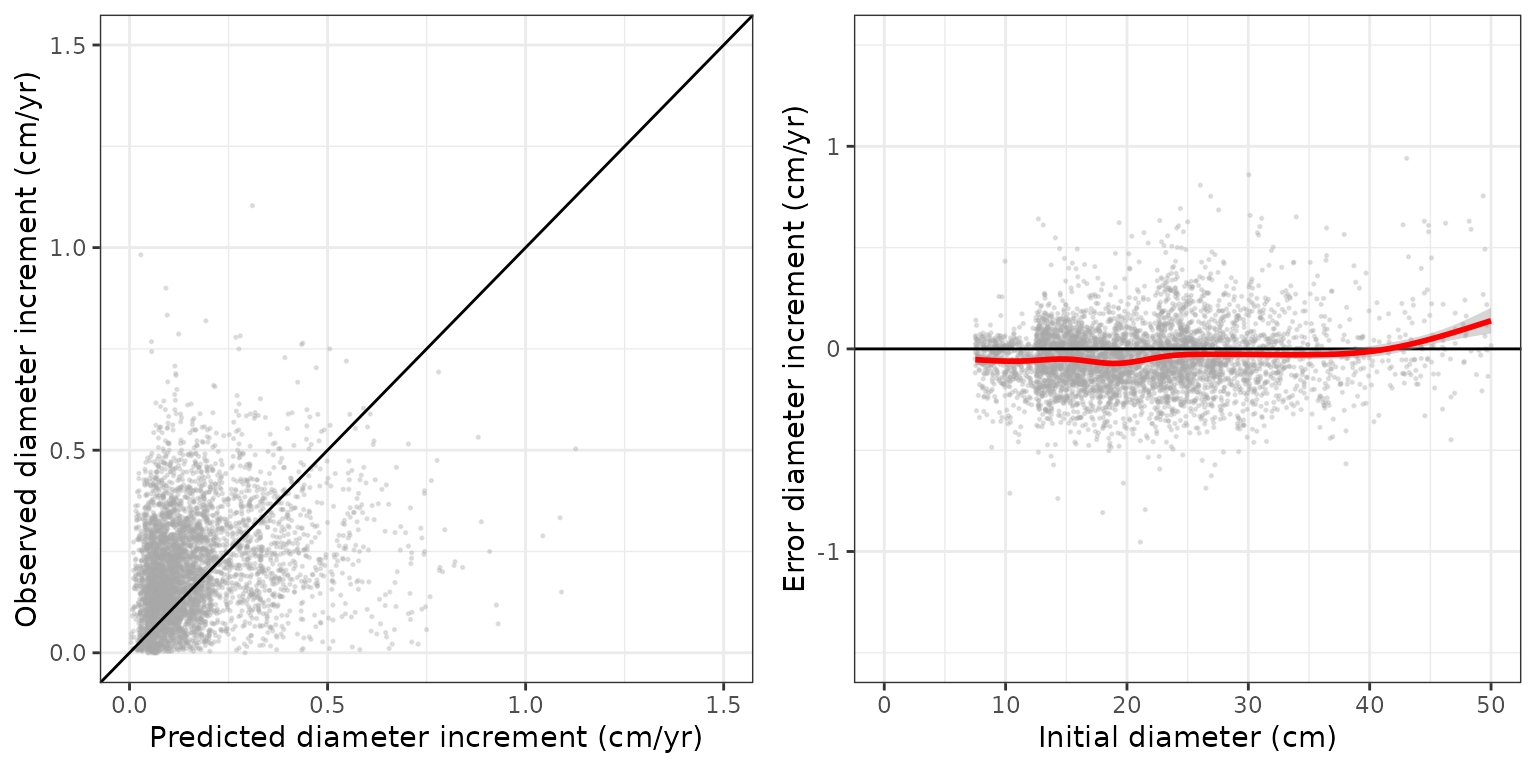 Observed diameter increment (cm/yr)
1.5
1.0
0.5
0.0
0.0 0.5 1.0 1.5
Predicted diameter increment (cm/yr)
Error diameter increment (cm/yr)
1
0
-1
0 10 20 30 40 50
Initial diameter (cm)